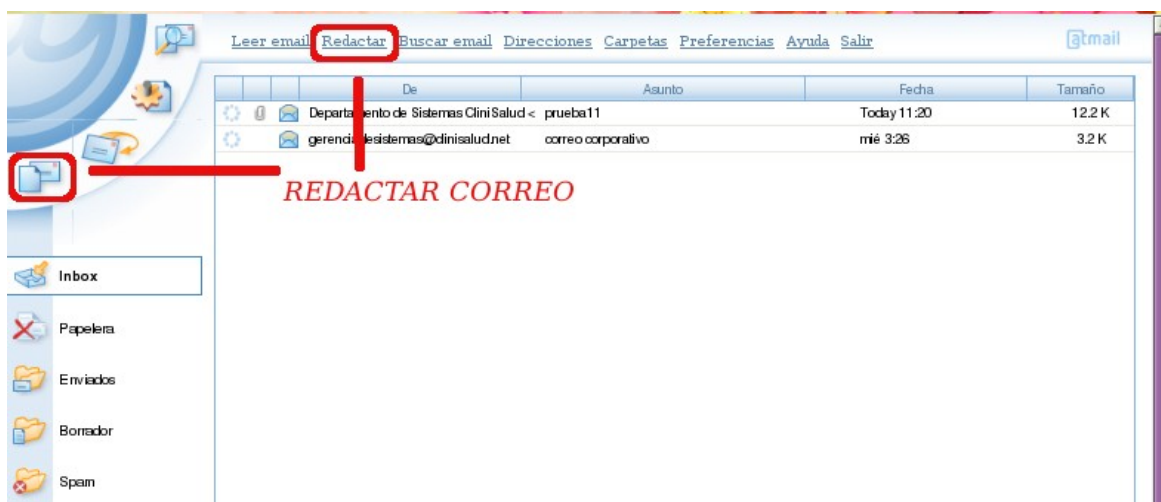 Leer email Redactar Buscar email Direcciones Carpetas Preferencias Ayuda Salir @tmail
De Asunto Fecha Tamaño
Departamento de Sistemas CliniSalud < prueba11 Today 11:20 12.2 K
gerenciadesistemas@clinisalud.net correo corporativo mié 3:26 3.2 K
REDACTAR CORREO
Inbox
Papelera
Enviados
Borrador
Spam